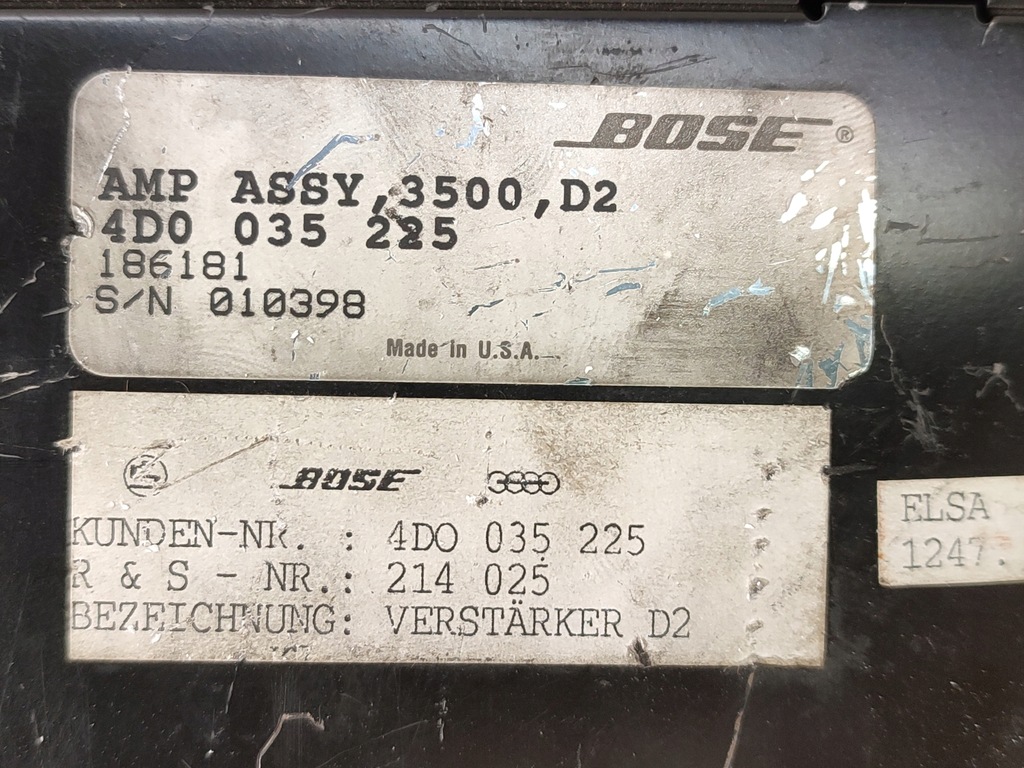 BOSE®
AMP ASSY,3500,D2
4D0 035 225
186181
S/N 010398
Made in U.S.A.
BOSE
KUNDEN-NR. : 4D0 035 225
R & S - NR.: 214 025
BEZEICHNUNG: VERSTÄRKER D2
ELSA
1247.